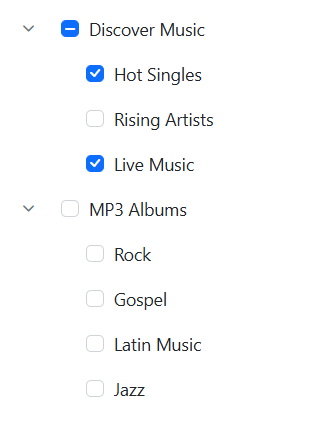 Discover Music
Hot Singles
Rising Artists
Live Music
MP3 Albums
Rock
Gospel
Latin Music
Jazz